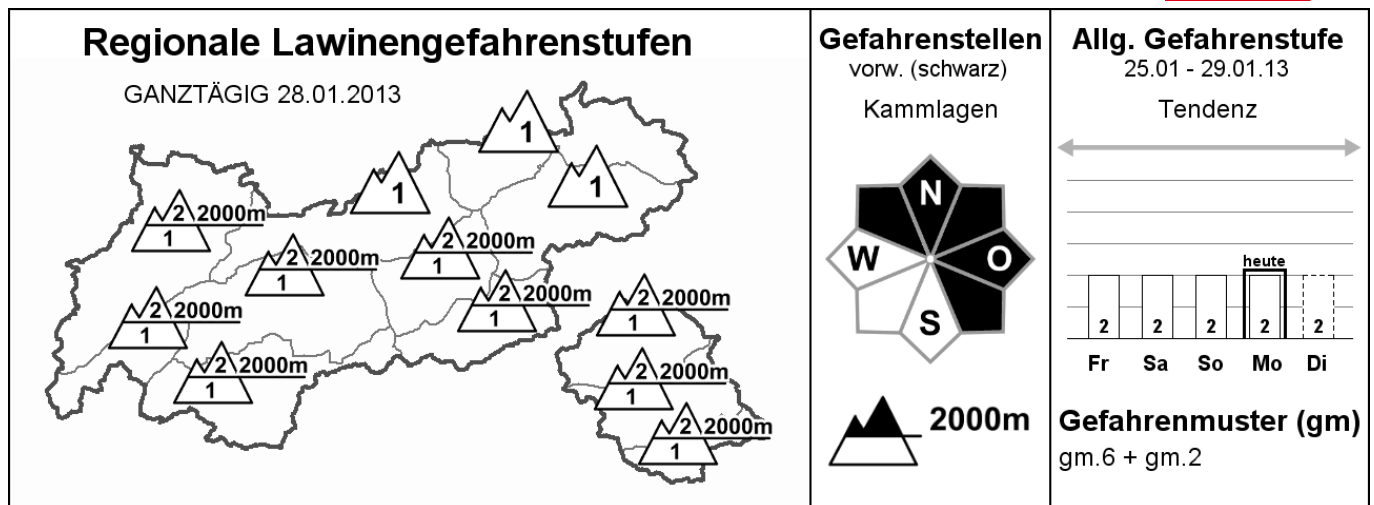 Regionale Lawinengefahrenstufen
GANZTÄGIG 28.01.2013
1
1
1
2 2000m
1
2 2000m
1
2 2000m
1
2 2000m
1
2 2000m
1
2 2000m
1
2 2000m
1
2 2000m
1
2 2000m
1
Gefahrenstellen
vorw. (schwarz)
Kammlagen
N
W O
S
2000m
Allg. Gefahrenstufe
25.01 - 29.01.13
Tendenz
heute
2 2 2 2 2
Fr Sa So Mo Di
Gefahrenmuster (gm)
gm.6 + gm.2